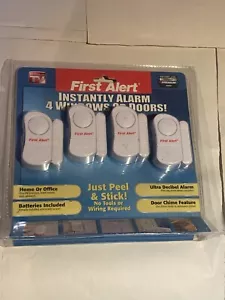 First Alert
INSTANTLY ALARM
4 WINDOWS OR DOORS!
First Alert
First Alert
First Alert
First Alert
Home Or Office
Just Peel
& Stick!
No Tools or
Wiring Required
Ultra Decibel Alarm
Batteries Included
Door Chime Feature